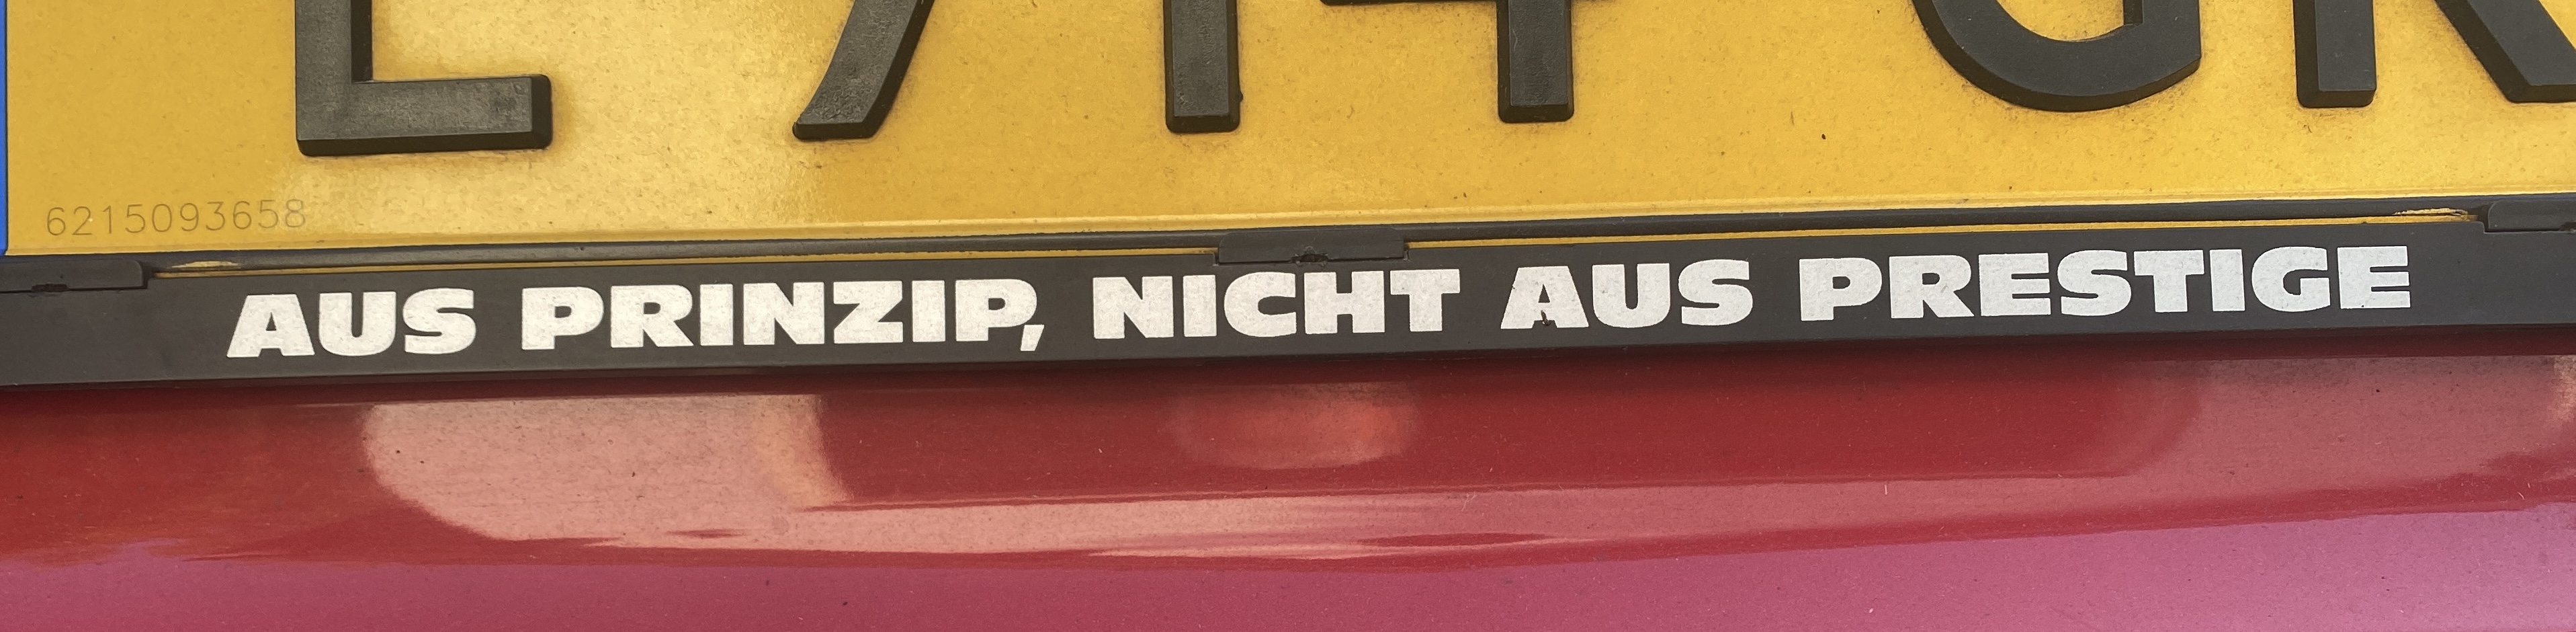 6215093658
AUS PRINZIP, NICHT AUS PRESTIGE